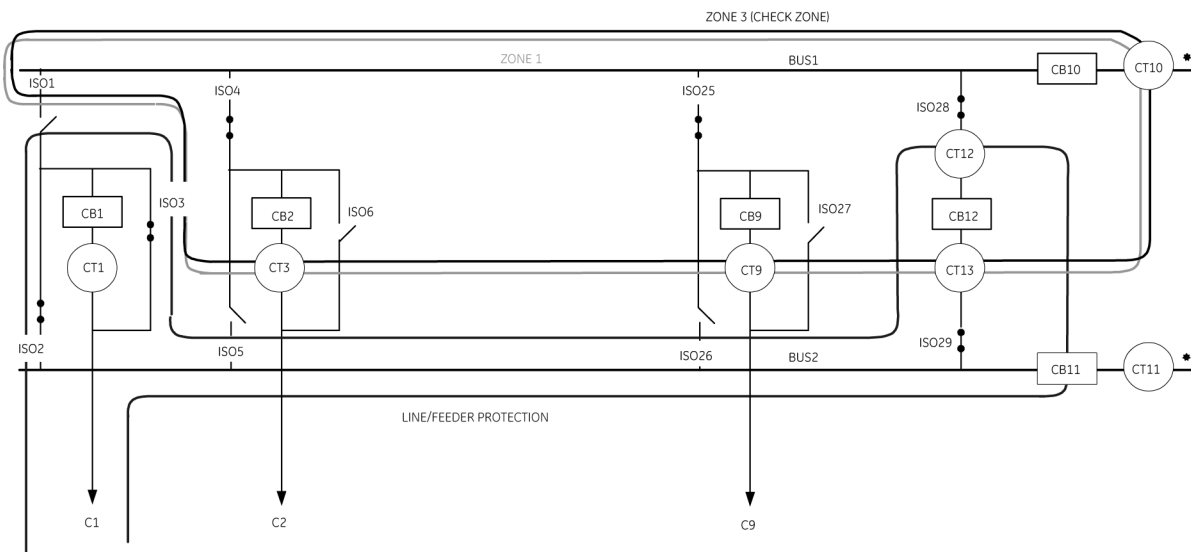 ZONE 3 (CHECK ZONE)
ZONE 1
BUS1
CB10
CT10
*
ISO1
ISO4
ISO25
ISO28
CT12
CB1
ISO3
CB2
ISO6
CB9
ISO27
CB12
CT1
CT3
CT9
CT13
ISO2
ISO5
ISO26
BUS2
ISO29
CB11
CT11
*
LINE/FEEDER PROTECTION
C1
C2
C9